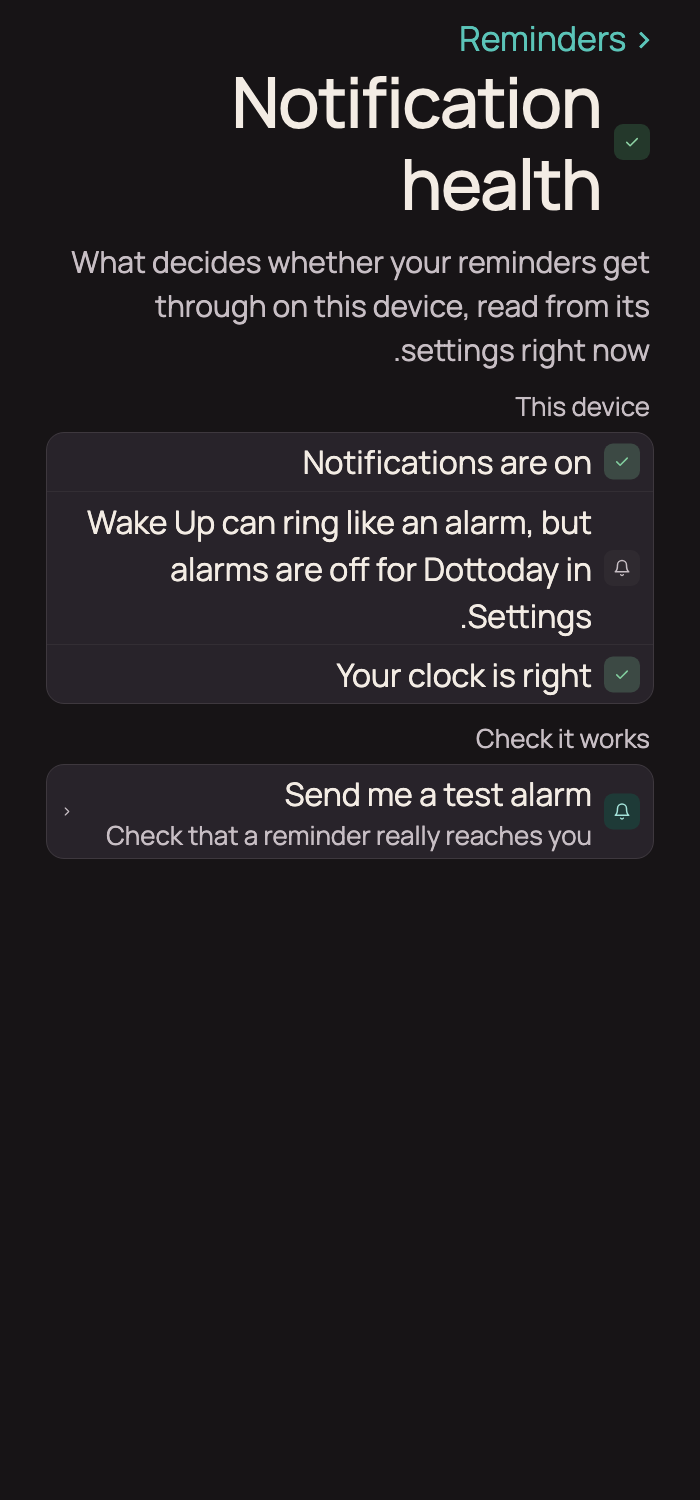 Reminders
Notification
health
What decides whether your reminders get
through on this device, read from its
.settings right now
This device
Notifications are on
Wake Up can ring like an alarm, but
alarms are off for Dottoday in
.Settings
Your clock is right
Check it works
Send me a test alarm
Check that a reminder really reaches you